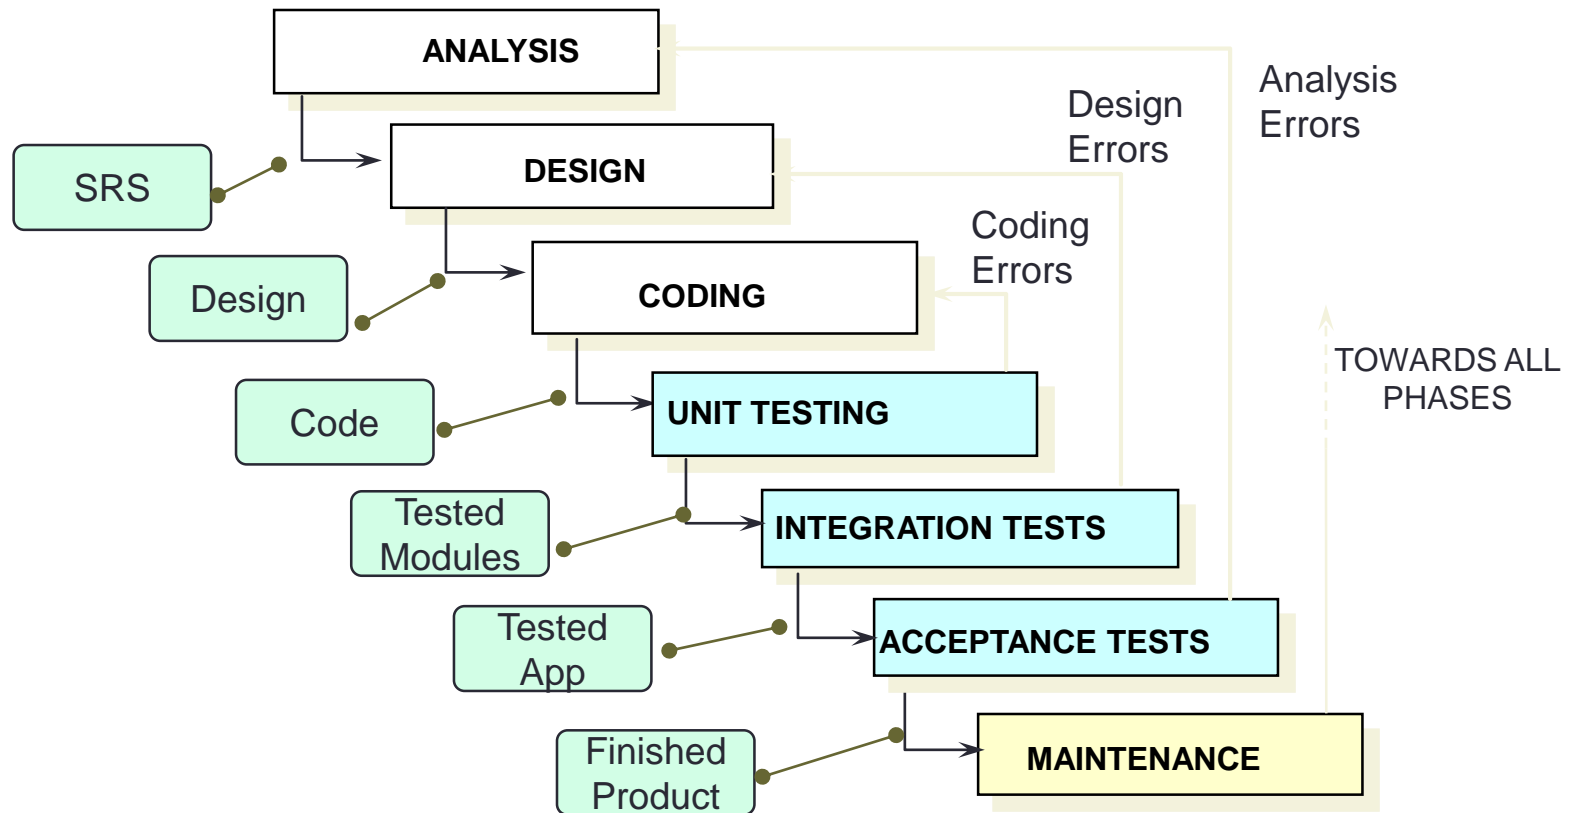 ANALYSIS
Analysis
Errors
Design
Errors
SRS
DESIGN
Coding
Errors
Design
CODING
TOWARDS ALL
PHASES
Code
UNIT TESTING
Tested
Modules
INTEGRATION TESTS
Tested
App
ACCEPTANCE TESTS
Finished
Product
MAINTENANCE